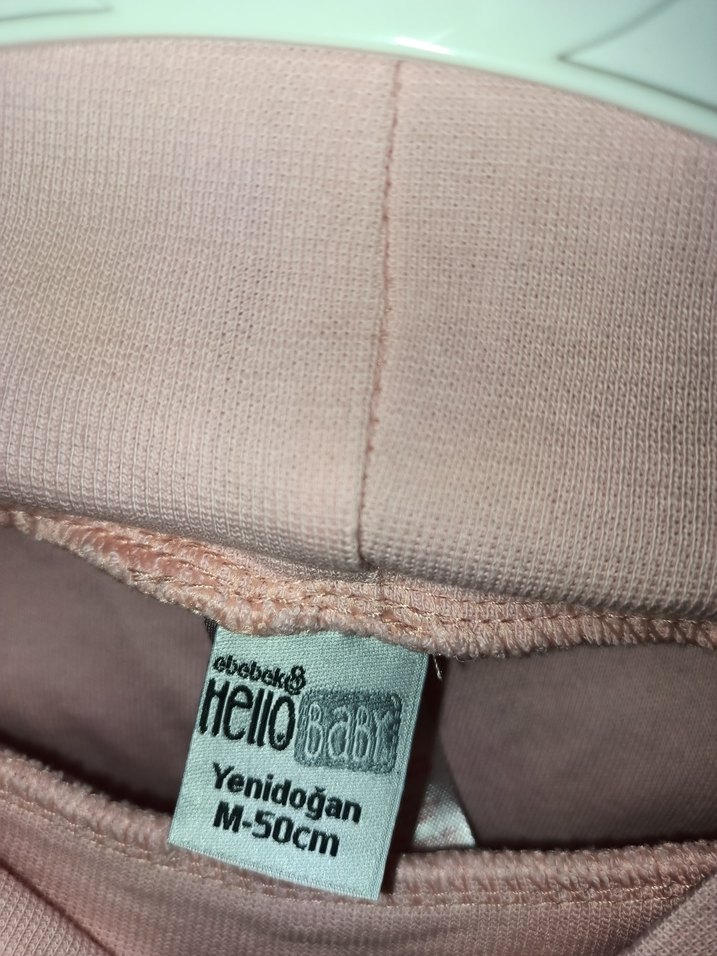 ebebek
Hello BaBY
Yenidoğan
M-50cm